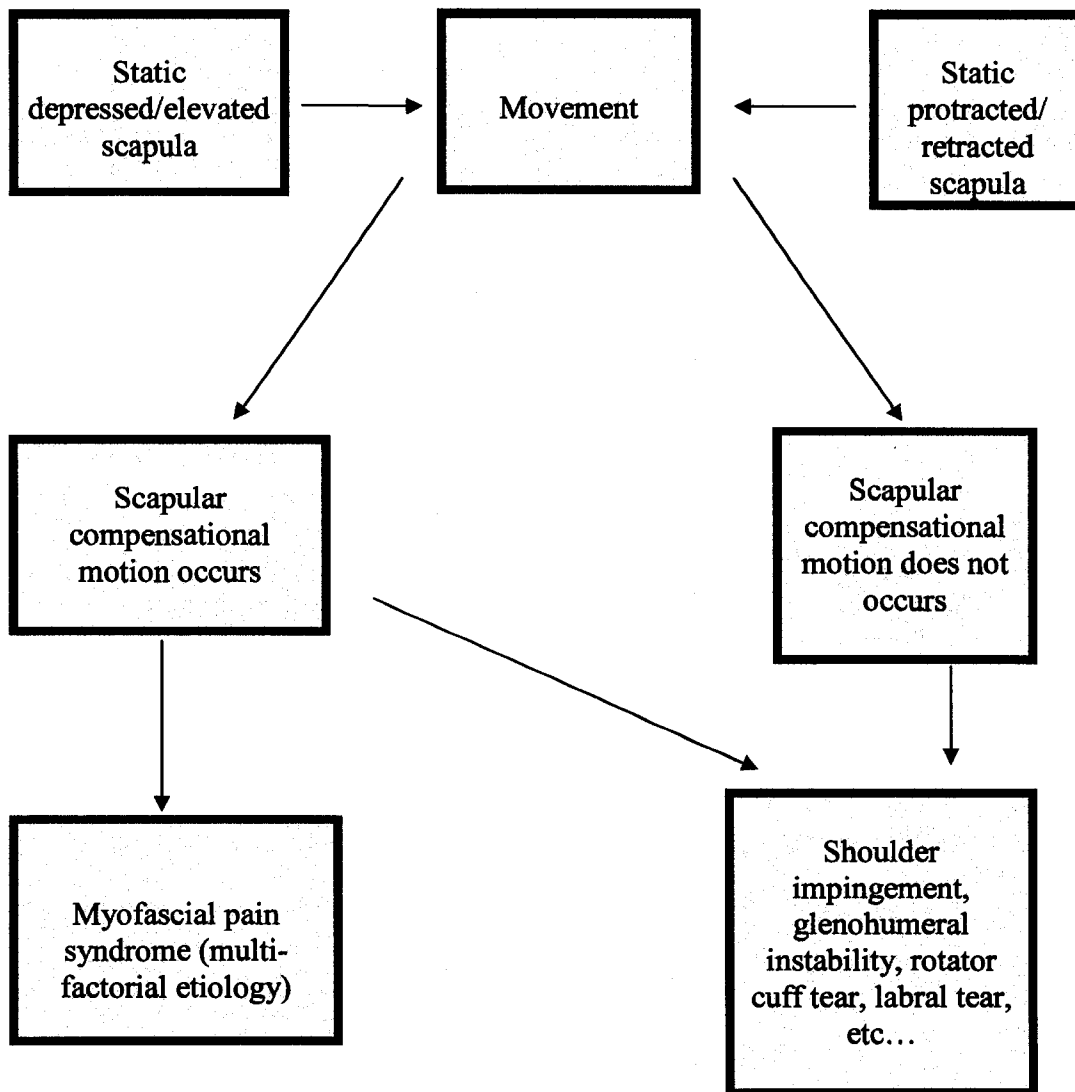 Static
depressed/elevated
scapula
Movement
Static
protracted/
retracted
scapula
Scapular
compensational
motion occurs
Scapular
compensational
motion does not
occurs
Myofascial pain
syndrome (multi-
factorial etiology)
Shoulder
impingement,
glenohumeral
instability, rotator
cuff tear, labral tear,
etc…